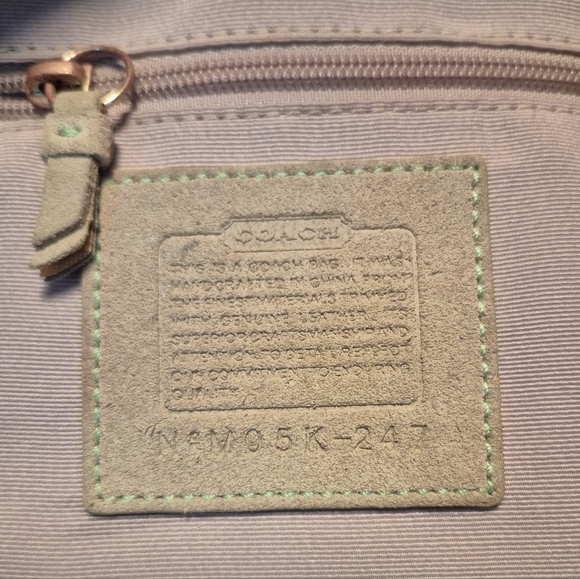 COACH
THIS IS A COACH BAG. IT WAS
HANDCRAFTED IN CHINA FROM
THE FINEST MATERIALS TRIMMED
WITH GENUINE LEATHER. ITS
SUPERIOR CRAFTSMANSHIP AND
ATTENTION TO DETAIL REFLECT
OUR COMMITMENT TO ENDURING
QUALITY.
Nº M05K-247